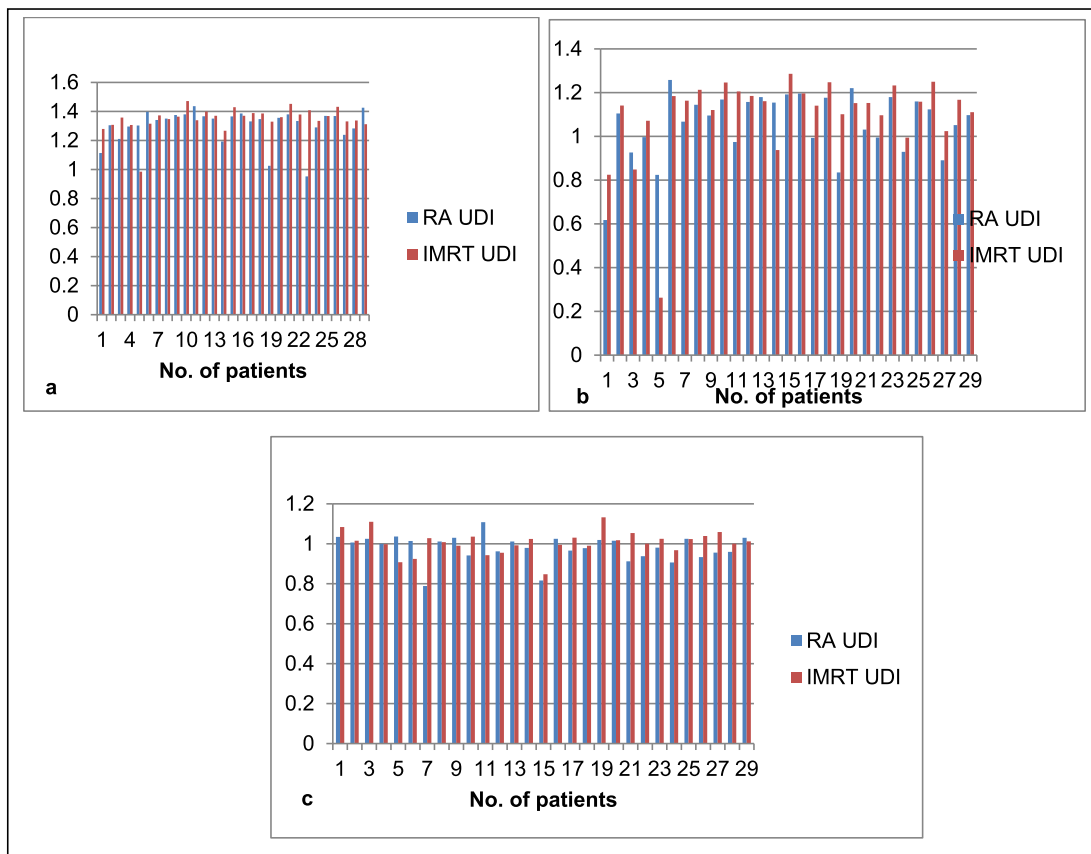 1.6
1.4
1.2
1
0.8
0.6
0.4
0.2
0
1 4 7 10 13 16 19 22 25 28
No. of patients
a
RA UDI
IMRT UDI
1.4
1.2
1
0.8
0.6
0.4
0.2
0
1 3 5 7 9 11 13 15 17 19 21 23 25 27 29
No. of patients
b
RA UDI
IMRT UDI
1.2
1
0.8
0.6
0.4
0.2
0
1 3 5 7 9 11 13 15 17 19 21 23 25 27 29
No. of patients
c
RA UDI
IMRT UDI